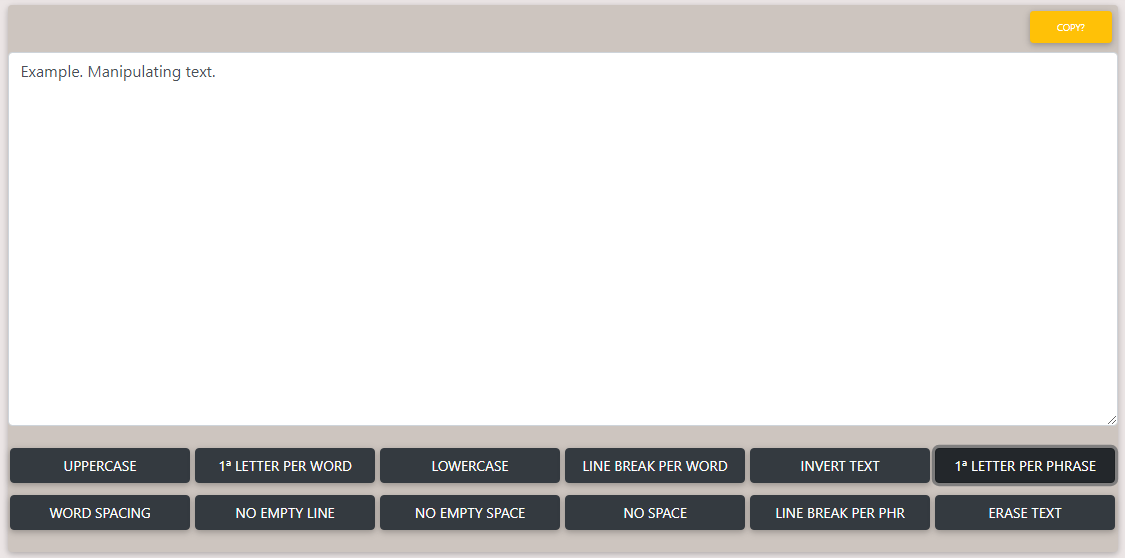 COPY?
Example. Manipulating text.
UPPERCASE 1ª LETTER PER WORD LOWERCASE LINE BREAK PER WORD INVERT TEXT 1ª LETTER PER PHRASE
WORD SPACING NO EMPTY LINE NO EMPTY SPACE NO SPACE LINE BREAK PER PHR ERASE TEXT